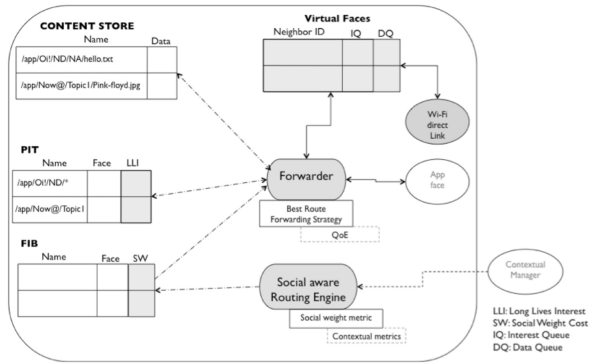 CONTENT STORE
Name Data
/app/Oi!/ND/NA/hello.txt
/app/Now@/Topic1/Pink-floyd.jpg
Virtual Faces
Neighbor ID IQ DQ
Wi-Fi
direct
Link
PIT
Name Face LLI
/app/Oi!/ND/*
/app/Now@/Topic1
Forwarder
Best Route
Forwarding Strategy
QoE
App
face
FIB
Name Face SW
Social aware
Routing Engine
Social weight metric
Contextual metrics
Contextual
Manager
LLI: Long Lives Interest
SW: Social Weight Cost
IQ: Interest Queue
DQ: Data Queue